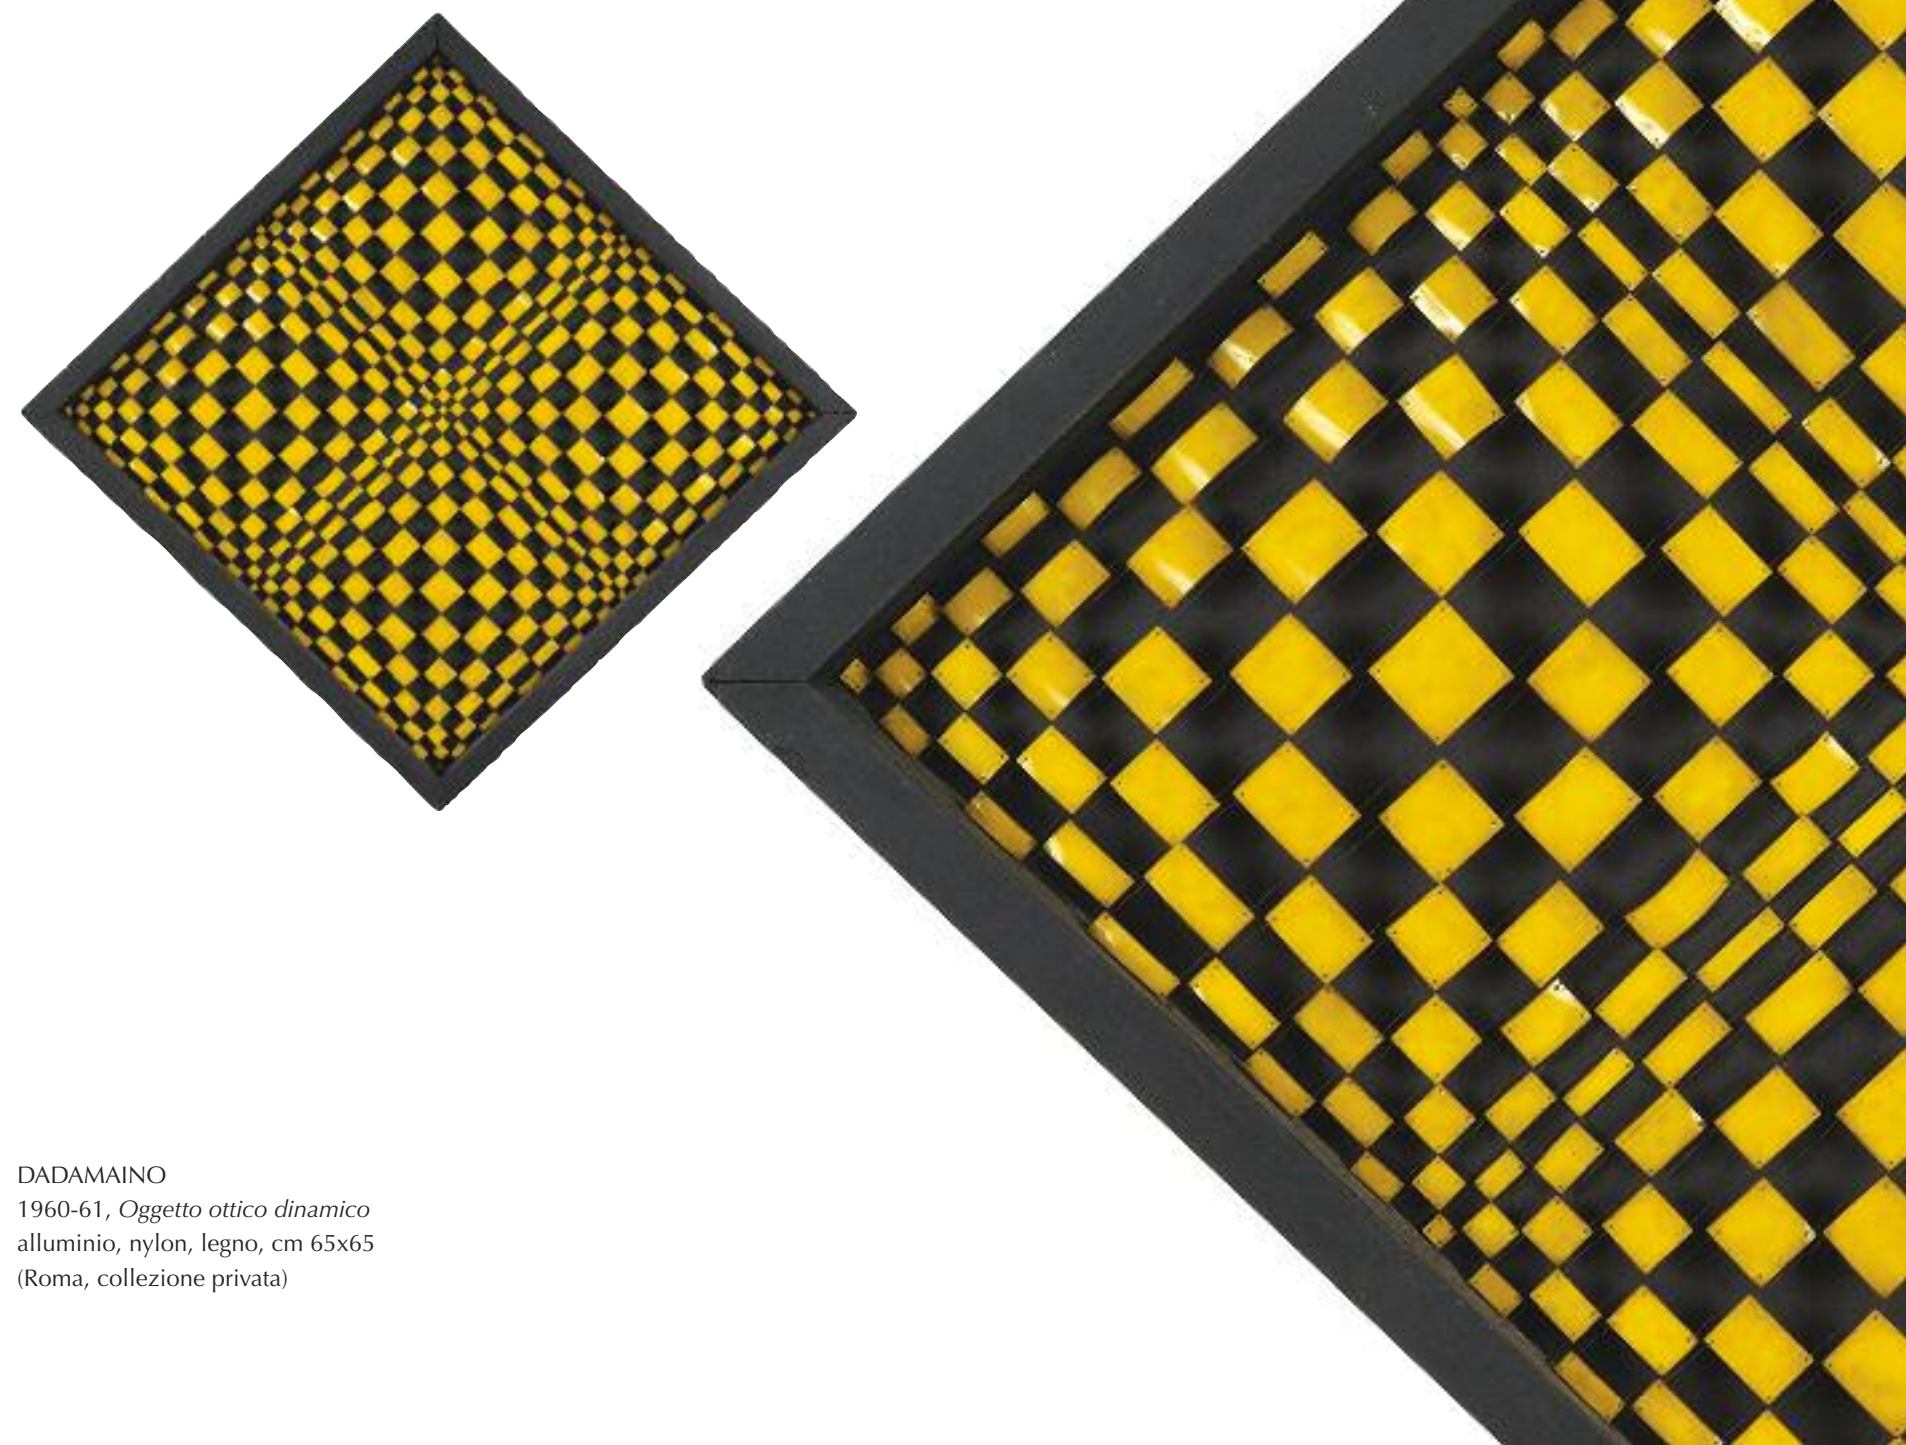 DADAMAINO
1960-61, Oggetto ottico dinamico
alluminio, nylon, legno, cm 65x65
(Roma, collezione privata)